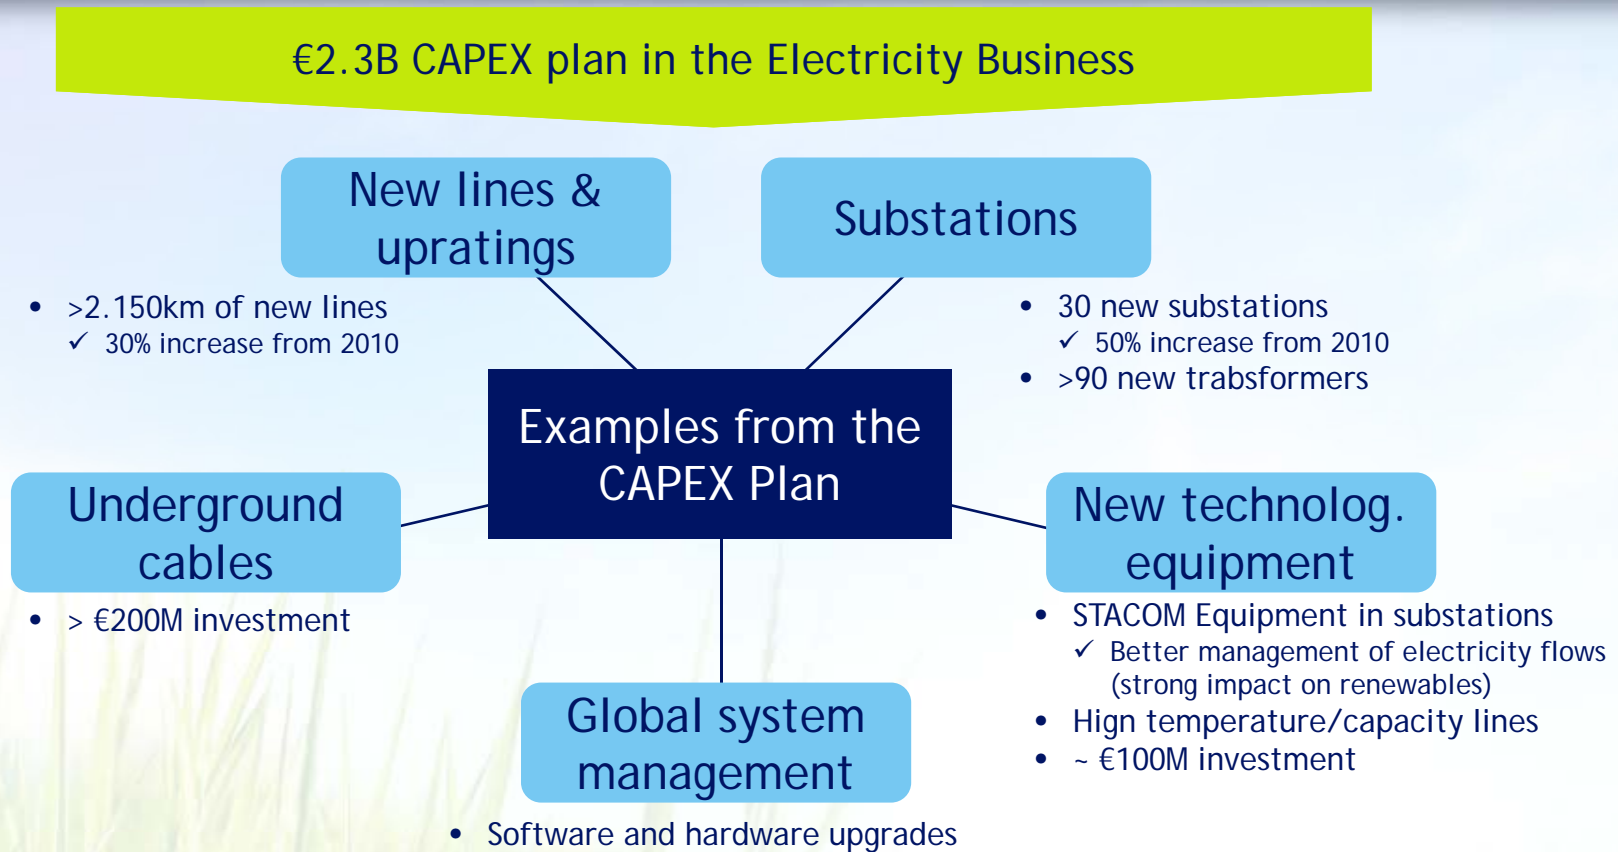 €2.3B CAPEX plan in the Electricity Business
New lines &
upratings
Substations
• >2.150km of new lines
✓ 30% increase from 2010
• 30 new substations
✓ 50% increase from 2010
• >90 new trabsformers
Examples from the
CAPEX Plan
Underground
cables
• > €200M investment
New technolog.
equipment
• STACOM Equipment in substations
✓ Better management of electricity flows
(strong impact on renewables)
• Hign temperature/capacity lines
• ~ €100M investment
Global system
management
• Software and hardware upgrades